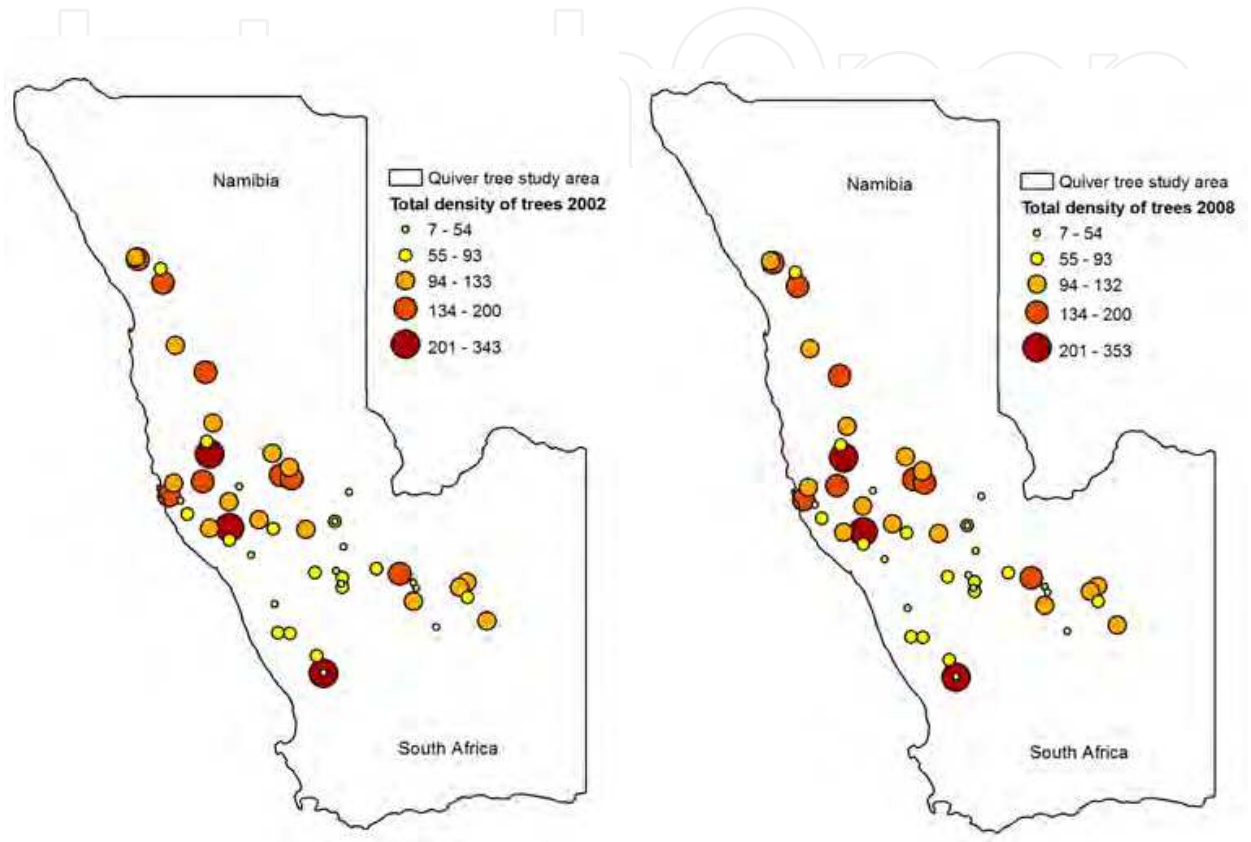 Namibia
Quiver tree study area
Total density of trees 2002
7 - 54
55 - 93
94 - 133
134 - 200
201 - 343
South Africa
Namibia
Quiver tree study area
Total density of trees 2008
7 - 54
55 - 93
94 - 132
134 - 200
201 - 353
South Africa